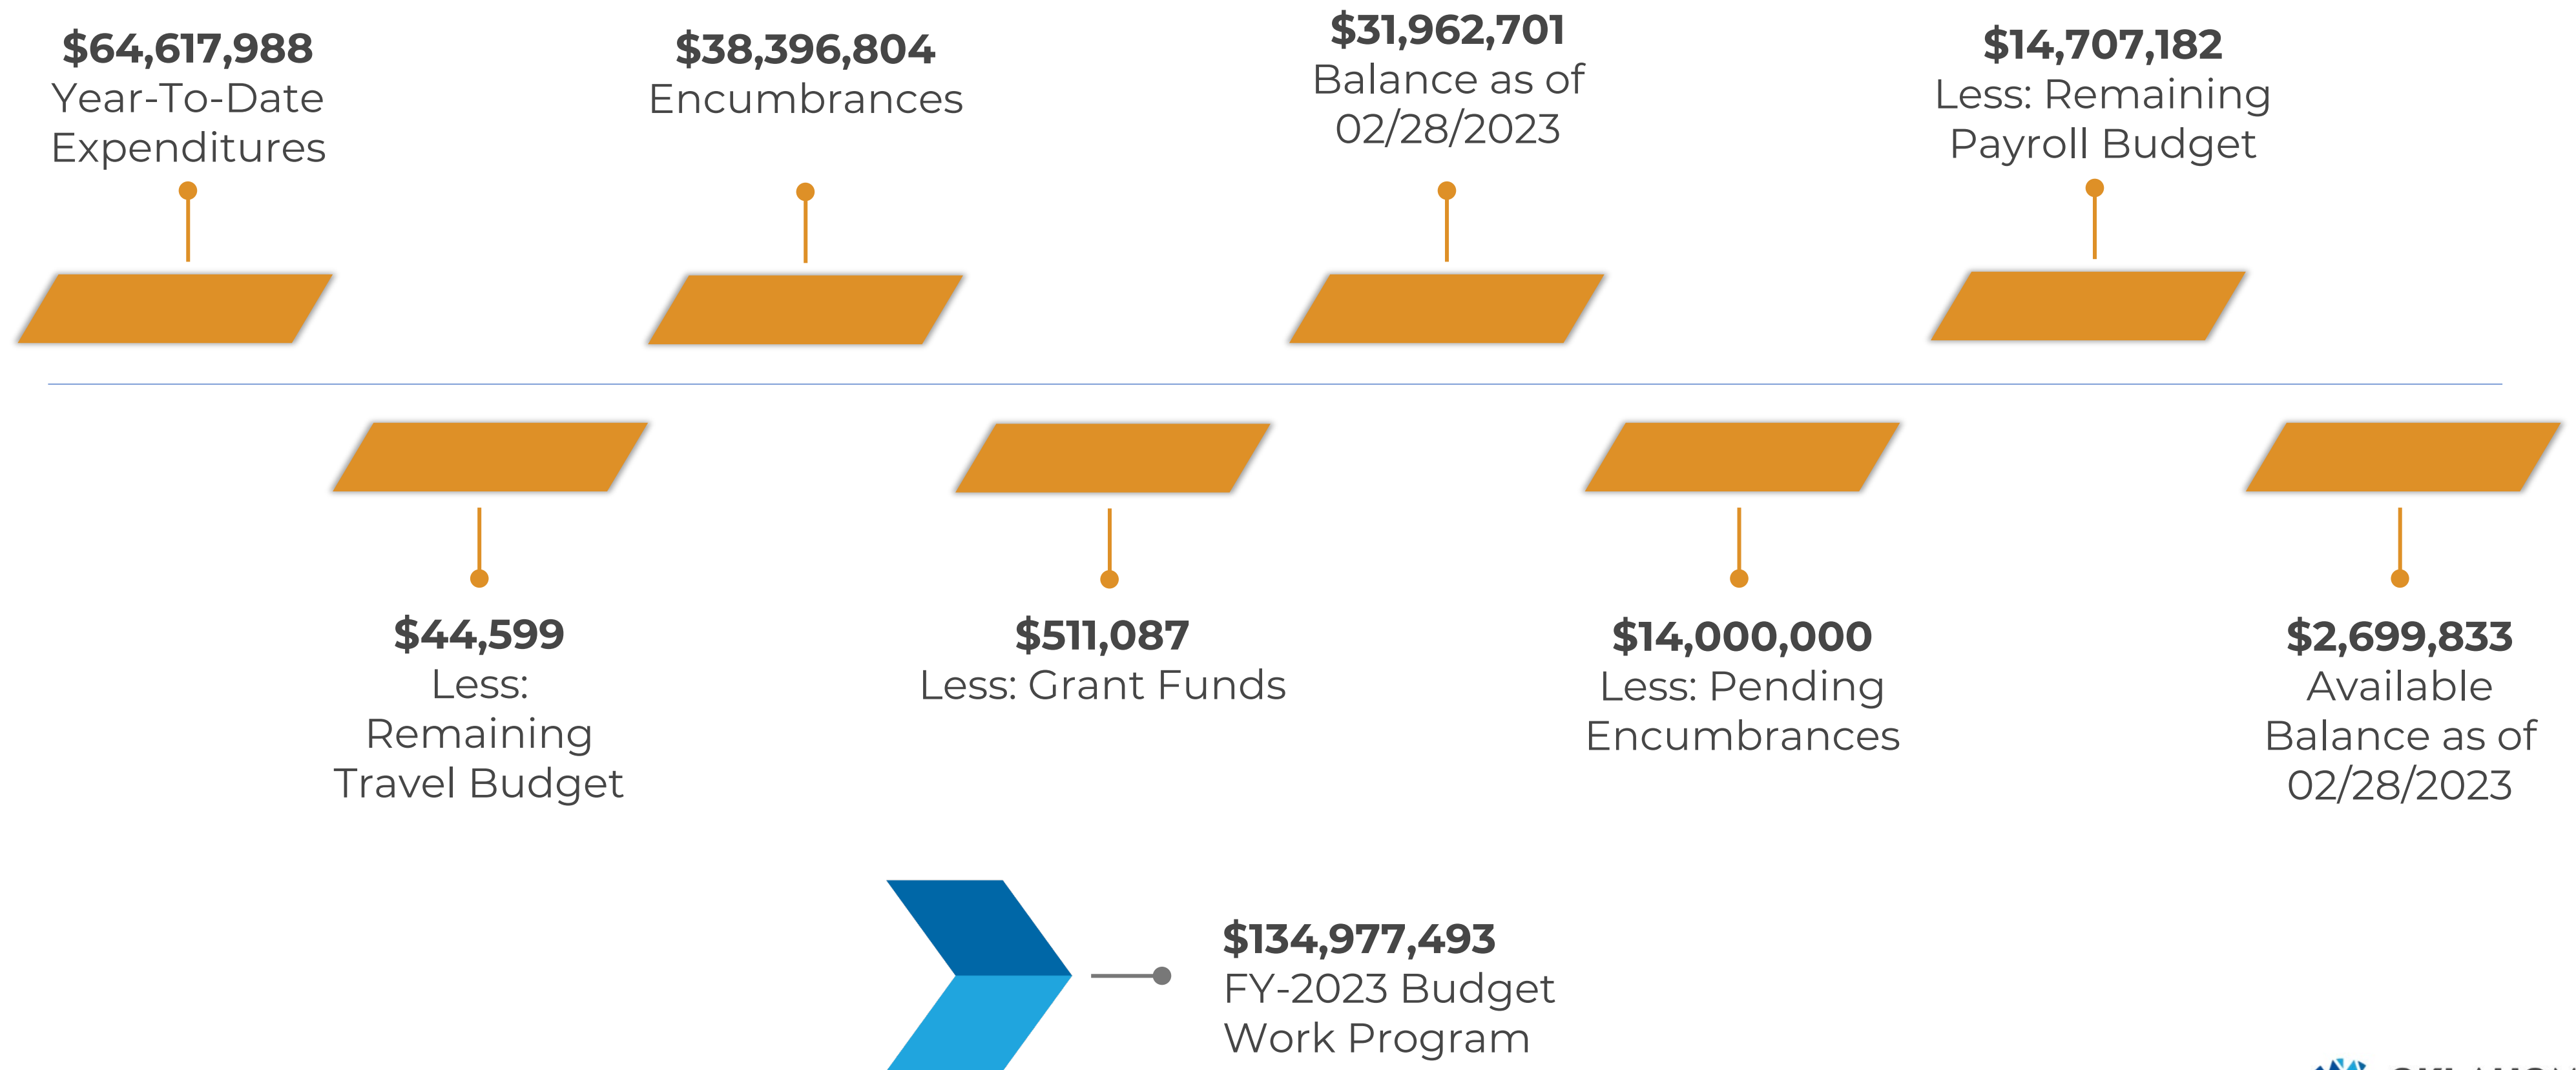 $64,617,988
Year-To-Date
Expenditures
$38,396,804
Encumbrances
$31,962,701
Balance as of
02/28/2023
$14,707,182
Less: Remaining
Payroll Budget
$44,599
Less:
Remaining
Travel Budget
$511,087
Less: Grant Funds
$14,000,000
Less: Pending
Encumbrances
$2,699,833
Available
Balance as of
02/28/2023
$134,977,493
FY-2023 Budget
Work Program